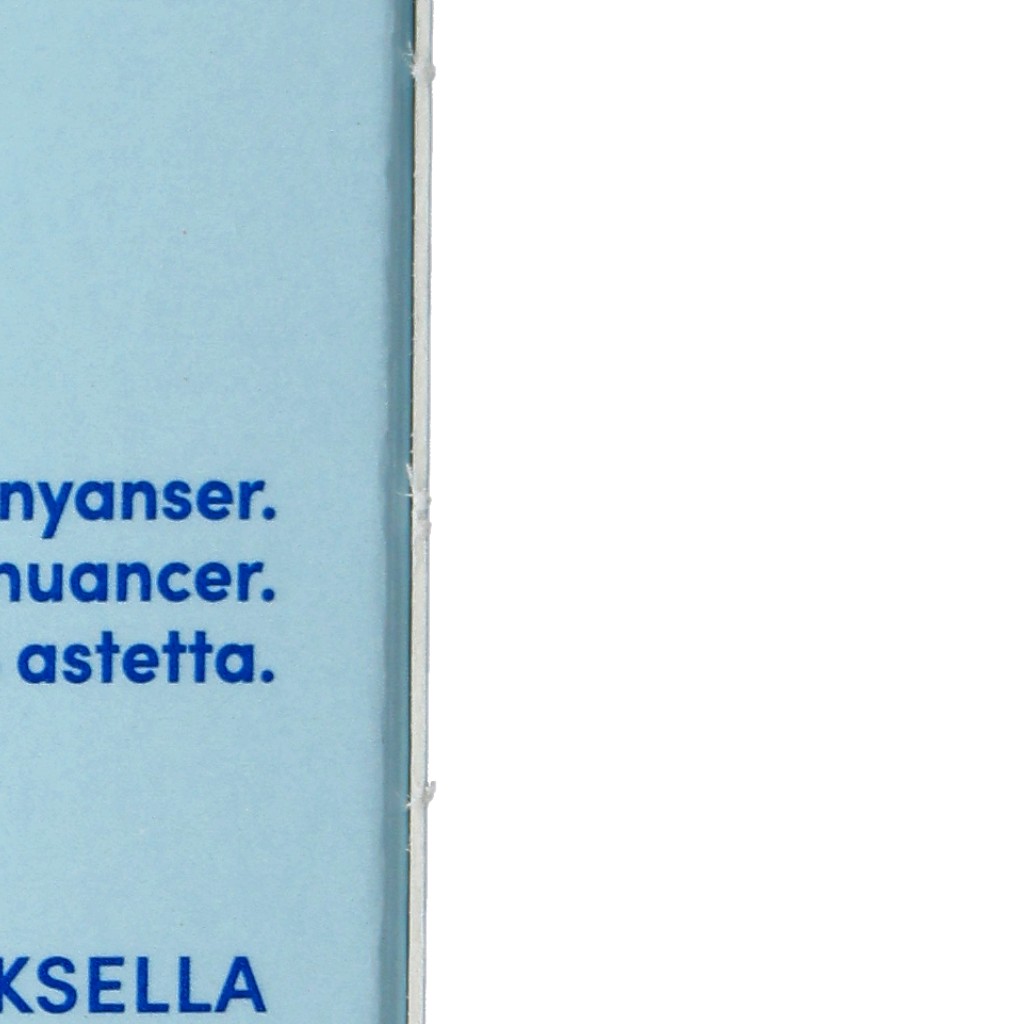 nyanser.
nuancer.
astetta.
KSELLA